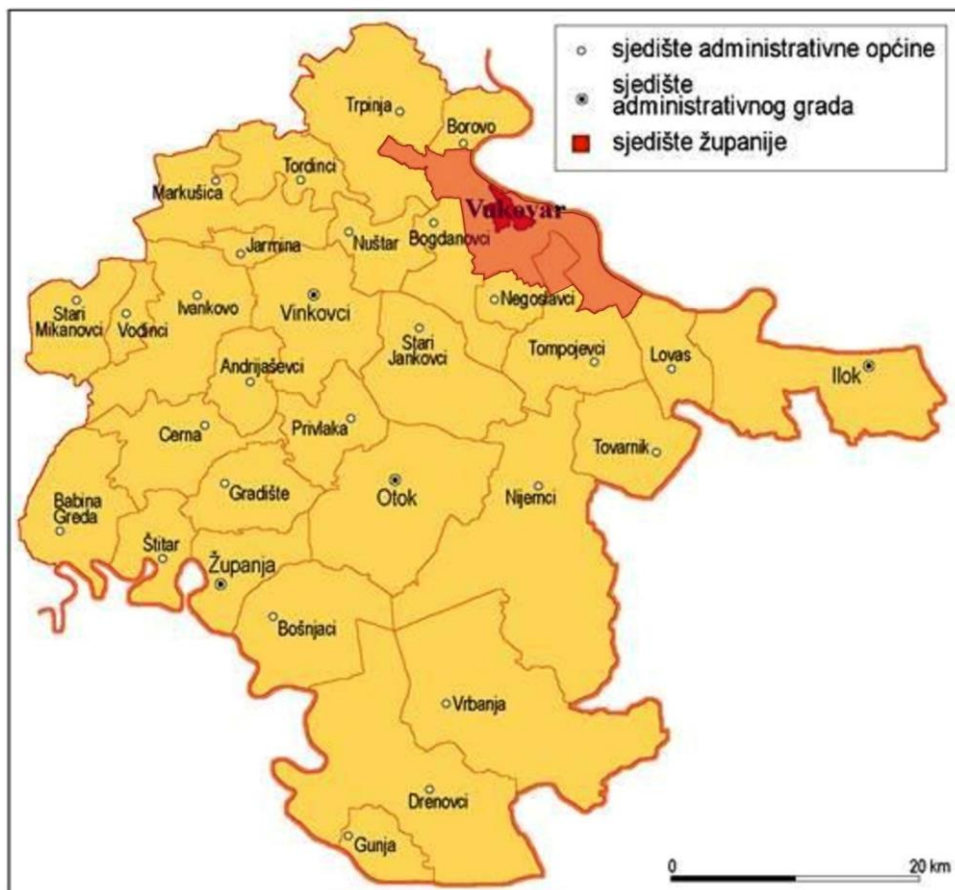 sjedište administrativne općine
sjedište
administrativnog grada
sjedište županije
Trpinja
Borovo
Tordinci
Markušica
Vukovar
Bogdanovci
Nuštar
Jarmina
Stari
Mikanovci
Vođinci
Ivankovo
Vinkovci
Negoslavci
Stari
Jankovci
Tompojevci
Lovas
Ilok
Andrijaševci
Cerna
Privlaka
Tovarnik
Gradište
Otok
Nijemci
Babina
Greda
Štitar
Županja
Bošnjaci
Vrbanja
Drenovci
Gunja
0 20 km